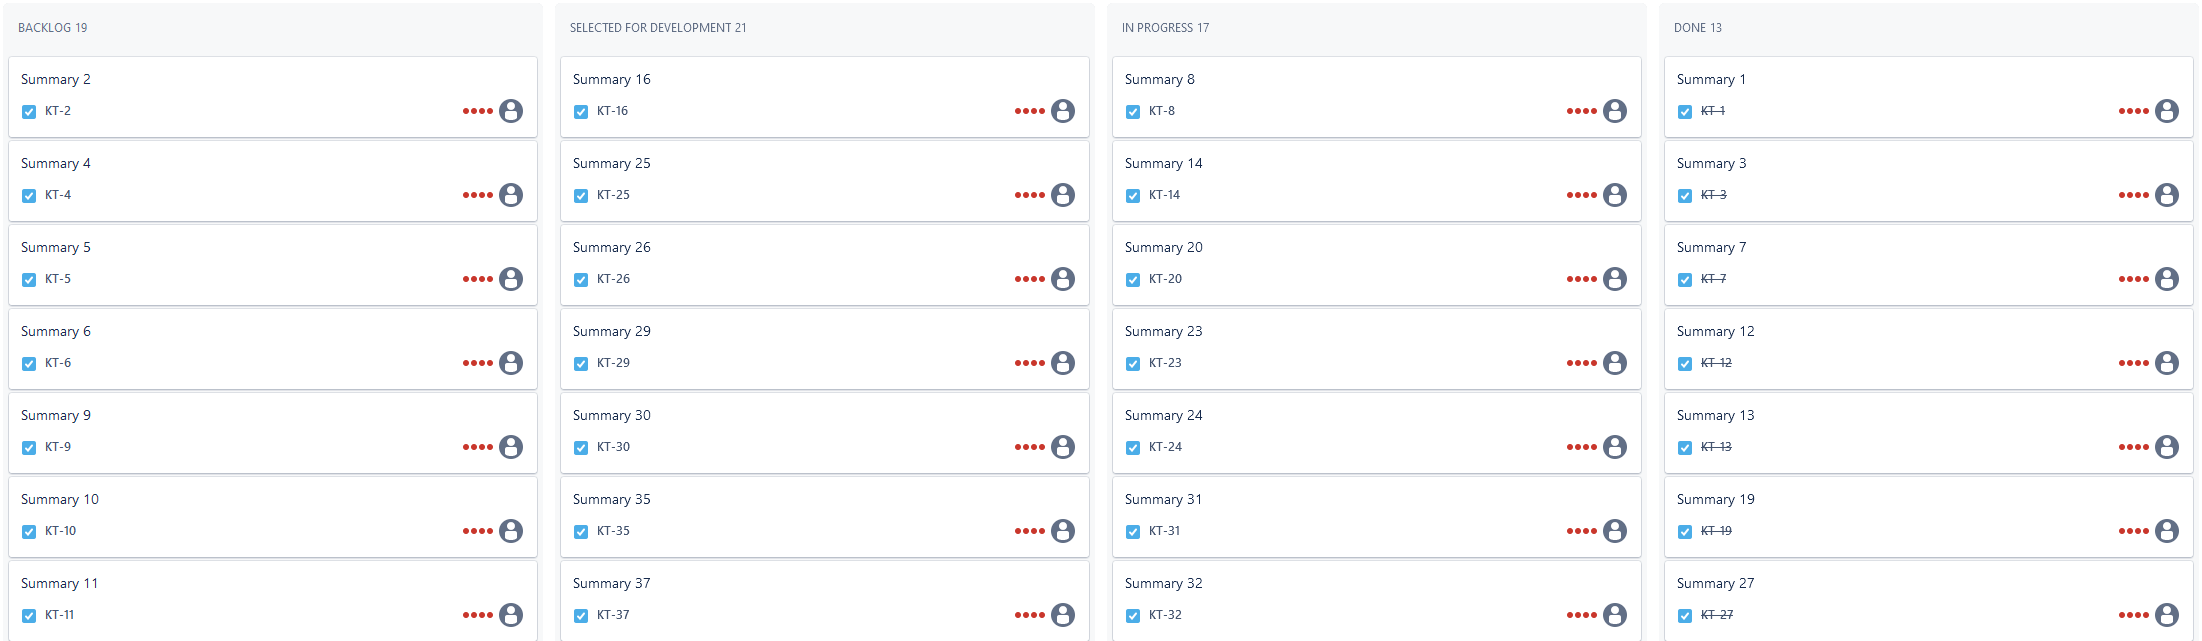 BACKLOG 19
Summary 2
KT-2
Summary 4
KT-4
Summary 5
KT-5
Summary 6
KT-6
Summary 9
KT-9
Summary 10
KT-10
Summary 11
KT-11
SELECTED FOR DEVELOPMENT 21
Summary 16
KT-16
Summary 25
KT-25
Summary 26
KT-26
Summary 29
KT-29
Summary 30
KT-30
Summary 35
KT-35
Summary 37
KT-37
IN PROGRESS 17
Summary 8
KT-8
Summary 14
KT-14
Summary 20
KT-20
Summary 23
KT-23
Summary 24
KT-24
Summary 31
KT-31
Summary 32
KT-32
DONE 13
Summary 1
KT-1
Summary 3
KT-3
Summary 7
KT-7
Summary 12
KT-12
Summary 13
KT-13
Summary 19
KT-19
Summary 27
KT-27